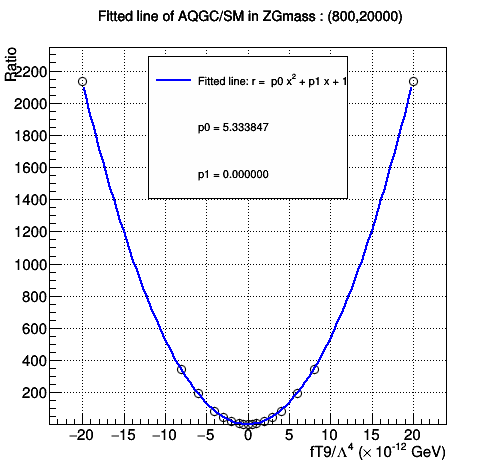 FItted line of AQGC/SM in ZGmass : (800,20000)
Ratio
Fitted line: r = p0 x² + p1 x + 1
p0 = 5.333847
p1 = 0.000000
2200
2000
1800
1600
1400
1200
1000
800
600
400
200
−20 −15 −10 −5 0 5 10 15 20
fT9/Λ⁴ (× 10⁻¹² GeV)